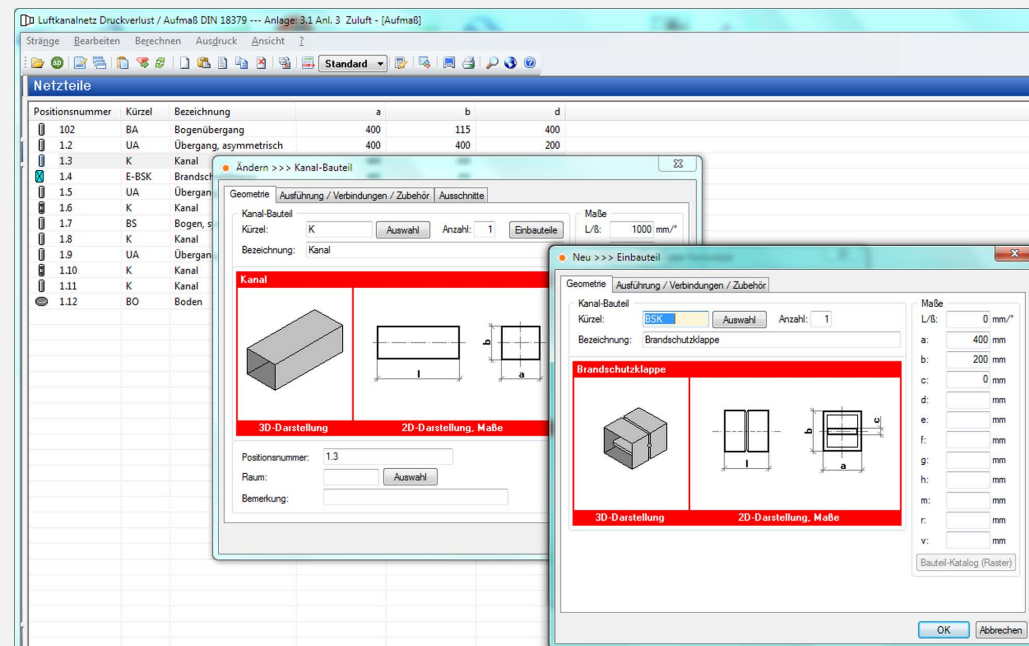 Luftkanalnetz Druckverlust / Aufmaß DIN 18379 --- Anlage: 3.1 Anl. 3 Zuluft - [Aufmaß]
Stränge Bearbeiten Berechnen Ausdruck Ansicht ?
Standard
Netzteile
Positionsnummer Kürzel Bezeichnung a b d
102 BA Bogenübergang 400 115 400
1.2 UA Übergang, asymmetrisch 400 400 200
1.3 K Kanal
1.4 E-BSK Brandsch
1.5 UA Übergan
1.6 K Kanal
1.7 BS Bogen, s
1.8 K Kanal
1.9 UA Übergan
1.10 K Kanal
1.11 K Kanal
1.12 BO Boden
Ändern >>> Kanal-Bauteil
Geometrie Ausführung / Verbindungen / Zubehör Ausschnitte
Kanal-Bauteil
Kürzel: K Auswahl Anzahl: 1 Einbauteile
Bezeichnung: Kanal
Maße
L/ß: 1000 mm/°
Kanal
l
b
a
3D-Darstellung 2D-Darstellung, Maße
Positionsnummer: 1.3
Raum: Auswahl
Bemerkung:
Neu >>> Einbauteil
Geometrie Ausführung / Verbindungen / Zubehör
Kanal-Bauteil
Kürzel: BSK Auswahl Anzahl: 1
Bezeichnung: Brandschutzklappe
Brandschutzklappe
l
b
c
a
3D-Darstellung 2D-Darstellung, Maße
Maße
L/ß: 0 mm/°
a: 400 mm
b: 200 mm
c: 0 mm
d: mm
e: mm
f: mm
g: mm
h: mm
m: mm
r: mm
v: mm
Bauteil-Katalog (Raster)
OK Abbrechen